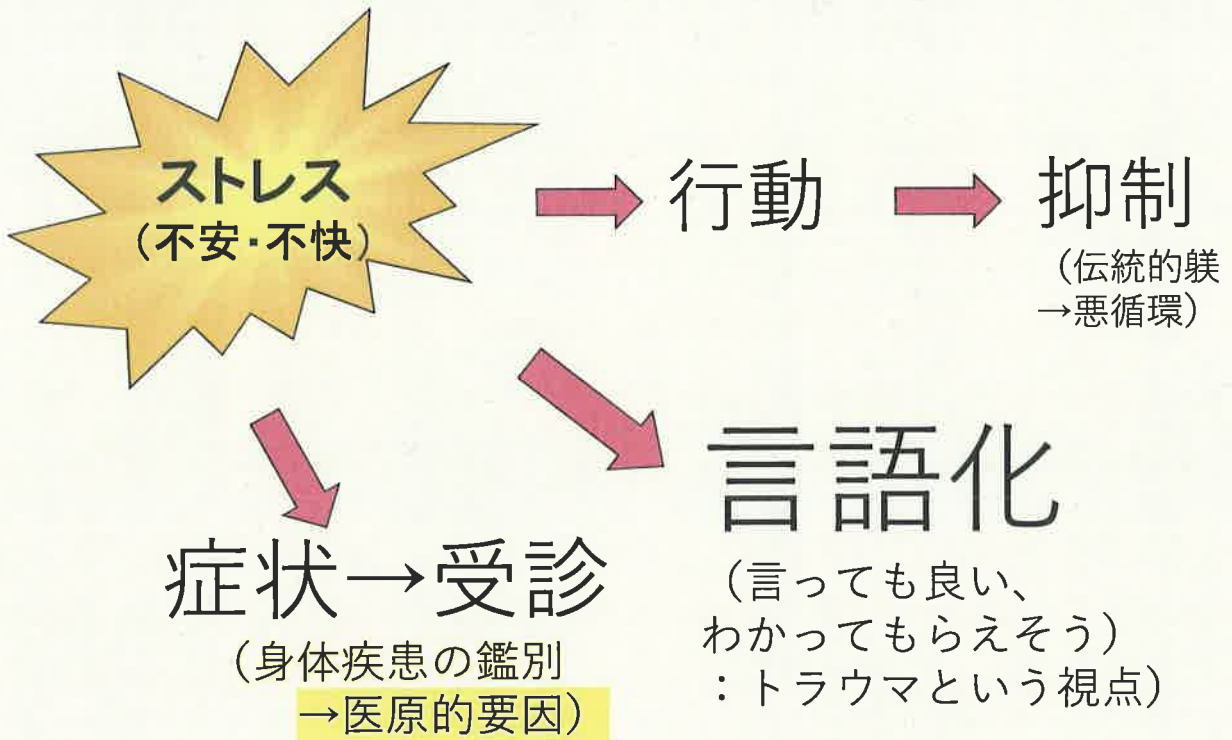 ストレス
(不安・不快)
→ 行動 → 抑制
(伝統的躾
→悪循環)
言語化
(言っても良い、
わかってもらえそう)
:トラウマという視点)
症状→受診
(身体疾患の鑑別
→医原的要因)